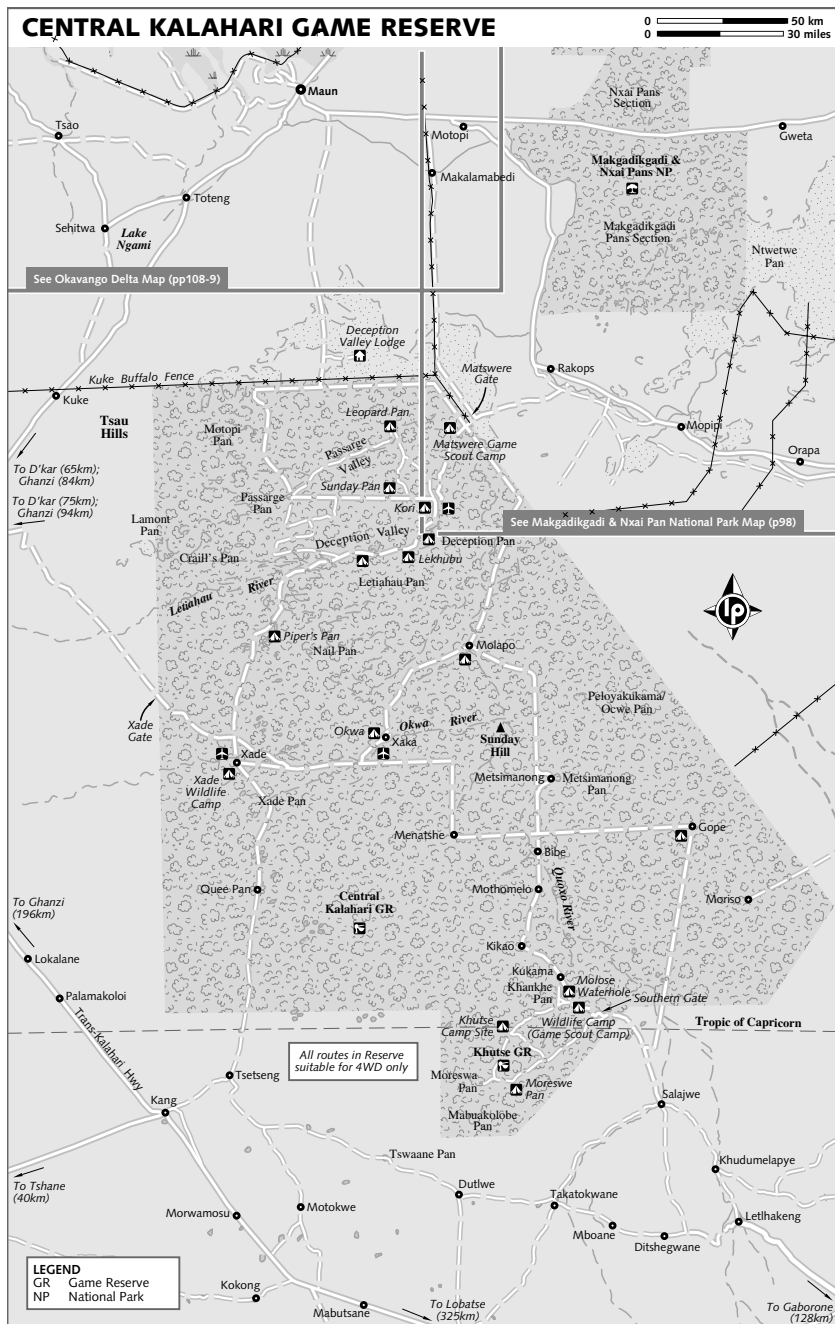 CENTRAL KALAHARI GAME RESERVE
0 50 km
0 30 miles
Maun
Nxai Pans
Section
Tsao
Motopi
Gweta
Makgadikgadi &
Nxai Pans NP
Makalamabedi
Toteng
Sehitwa
Lake
Ngami
Makgadikgadi
Pans Section
Ntwetwe
Pan
See Okavango Delta Map (pp108-9)
Deception
Valley Lodge
Matswere
Gate
Rakops
Kuke Buffalo Fence
Kuke
Tsau
Hills
Leopard Pan
Motopi
Pan
Matswere Game
Scout Camp
Mopipi
Orapa
Passarge
Valley
To D'kar (65km);
Ghanzi (84km)
Sunday Pan
To D'kar (75km);
Ghanzi (94km)
Passarge
Pan
Kori
Lamont
Pan
See Makgadikgadi & Nxai Pan National Park Map (p98)
Deception Valley
Deception Pan
Craill's Pan
Lekhubu
Letiahau Pan
Letiahau River
lp
Piper's Pan
Nail Pan
Molapo
Peloyakukama/
Ocwe Pan
Xade
Gate
Okwa
Okwa River
Xaka
Sunday
Hill
Xade
Xade
Wildlife
Camp
Metsimanong
Metsimanong
Pan
Xade Pan
Menatshe
Gope
Bibe
Quee Pan
Mothomelo
Quoxo River
Moriso
Central
Kalahari GR
To Ghanzi
(196km)
Kikao
Lokalane
Kukama
Khankhe
Pan
Molose
Waterhole
Southern Gate
Palamakoloi
Trans-Kalahari Hwy
Khutse
Camp Site
Wildlife Camp
(Game Scout Camp)
Tropic of Capricorn
All routes in Reserve
suitable for 4WD only
Khutse GR
Tsetseng
Moreswa
Pan
Moreswe
Pan
Kang
Mabuakolobe
Pan
Salajwe
Tswaane Pan
Khudumelapye
To Tshane
(40km)
Dutlwe
Takatokwane
Morwamosu
Motokwe
Mboane
Letlhakeng
Ditshegwane
LEGEND
GR Game Reserve
NP National Park
Kokong
Mabutsane
To Lobatse
(325km)
To Gaborone
(128km)